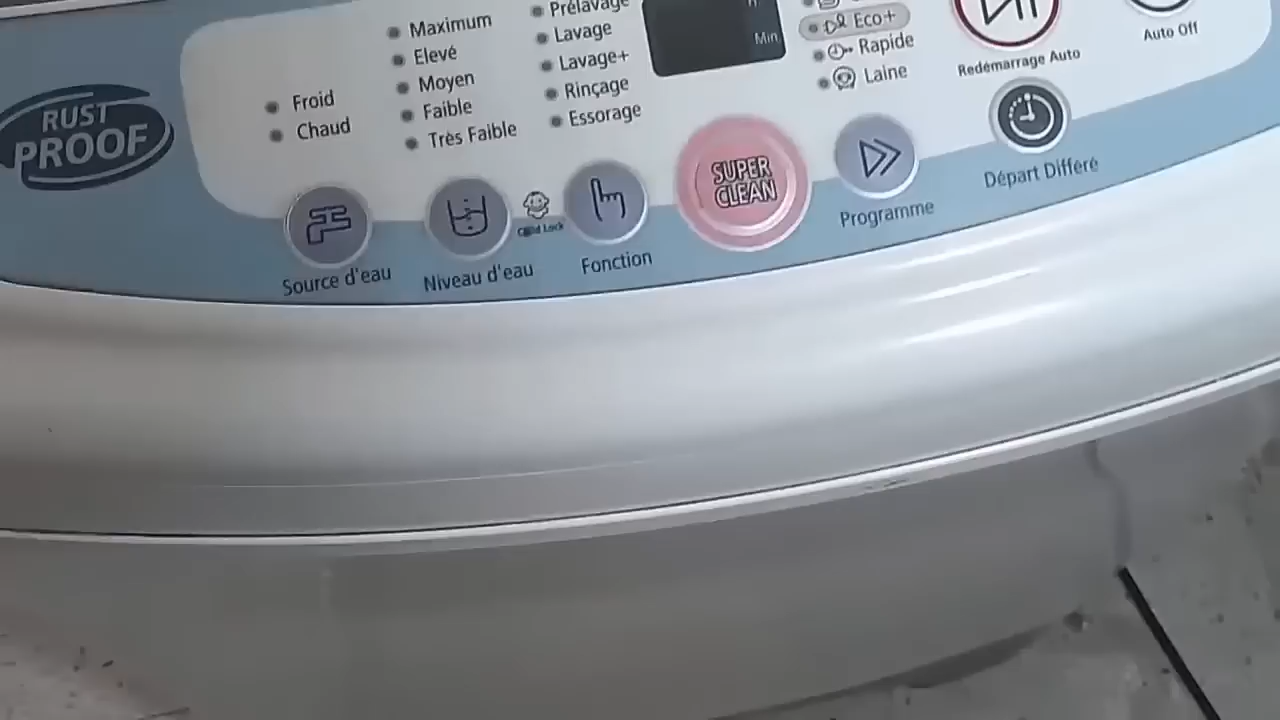 RUST
PROOF
Froid
Chaud
Source d'eau
Maximum
Elevé
Moyen
Faible
Très Faible
Niveau d'eau
Child Lock
Prélavage
Lavage
Lavage+
Rinçage
Essorage
Fonction
Min
SUPER
CLEAN
Eco+
Rapide
Laine
Programme
Redémarrage Auto
Départ Différé
Auto Off